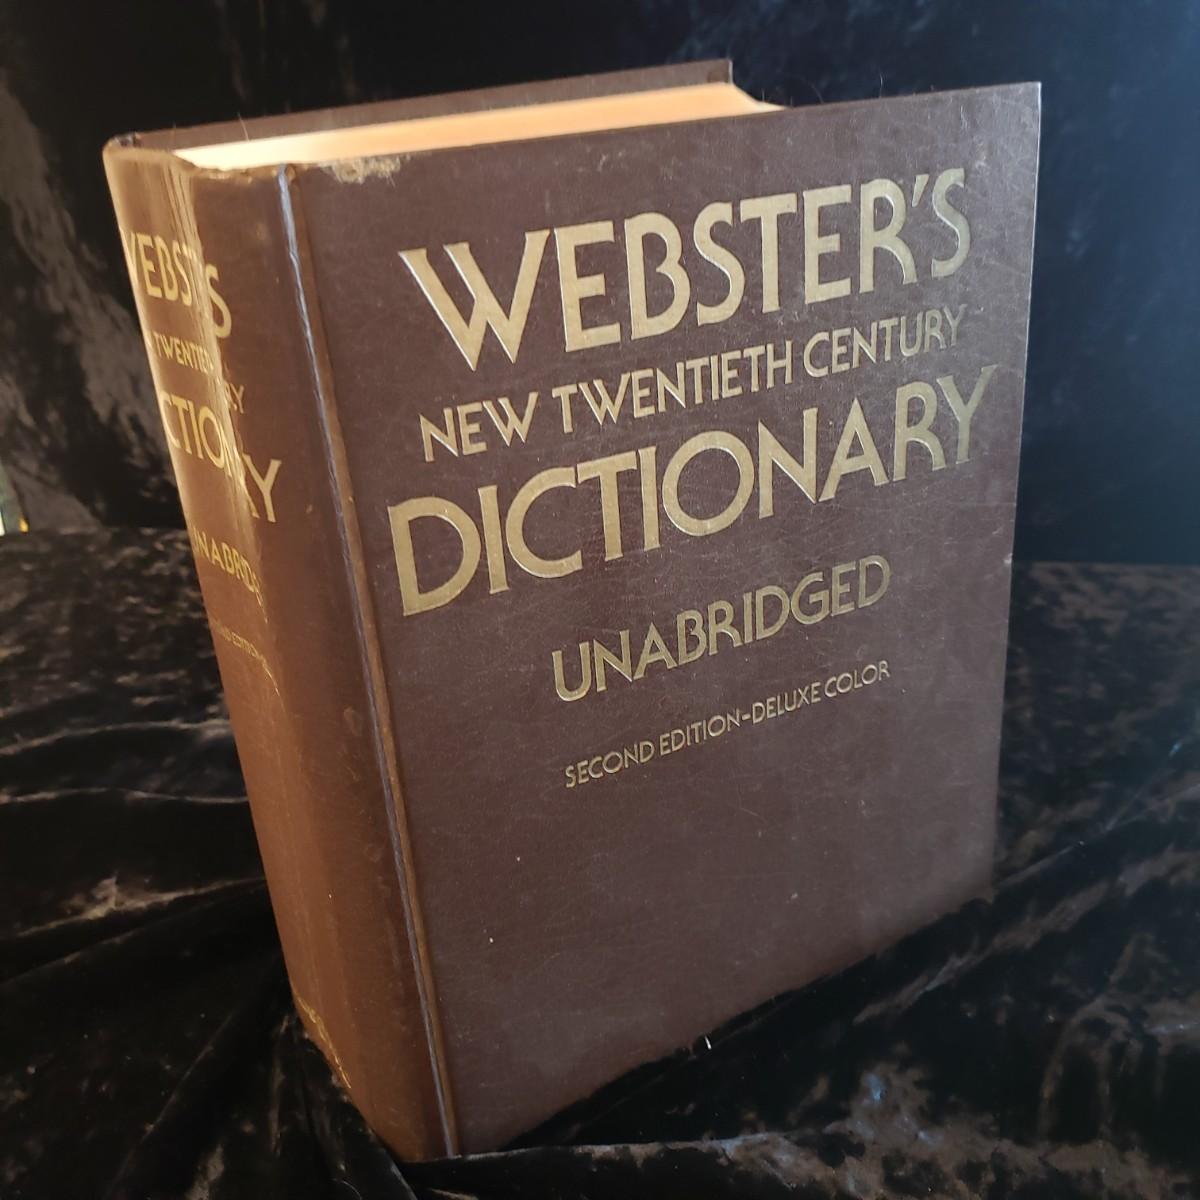 WEBSTER'S
NEW TWENTIETH CENTURY
DICTIONARY
UNABRIDGED
SECOND EDITION-DELUXE COLOR